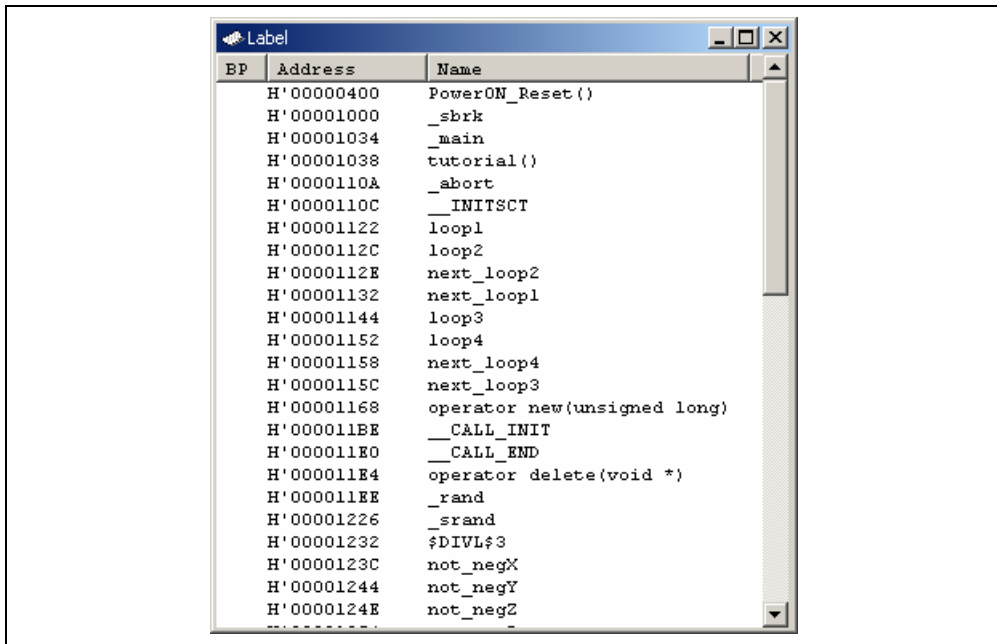 Label
BP Address Name
H'00000400 PowerON_Reset()
H'00001000 _sbrk
H'00001034 _main
H'00001038 tutorial()
H'0000110A _abort
H'0000110C __INITSCT
H'00001122 loop1
H'0000112C loop2
H'0000112E next_loop2
H'00001132 next_loop1
H'00001144 loop3
H'00001152 loop4
H'00001158 next_loop4
H'0000115C next_loop3
H'00001168 operator new(unsigned long)
H'000011BE __CALL_INIT
H'000011E0 __CALL_END
H'000011E4 operator delete(void *)
H'000011EE _rand
H'00001226 _srand
H'00001232 $DIVL$3
H'0000123C not_negX
H'00001244 not_negY
H'0000124E not_negZ